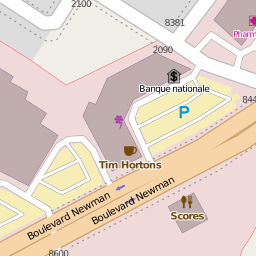 2100
8381
Pharm
2090
Banque nationale
844
P
Tim Hortons
Boulevard Newman
Boulevard Newman
Scores
8600